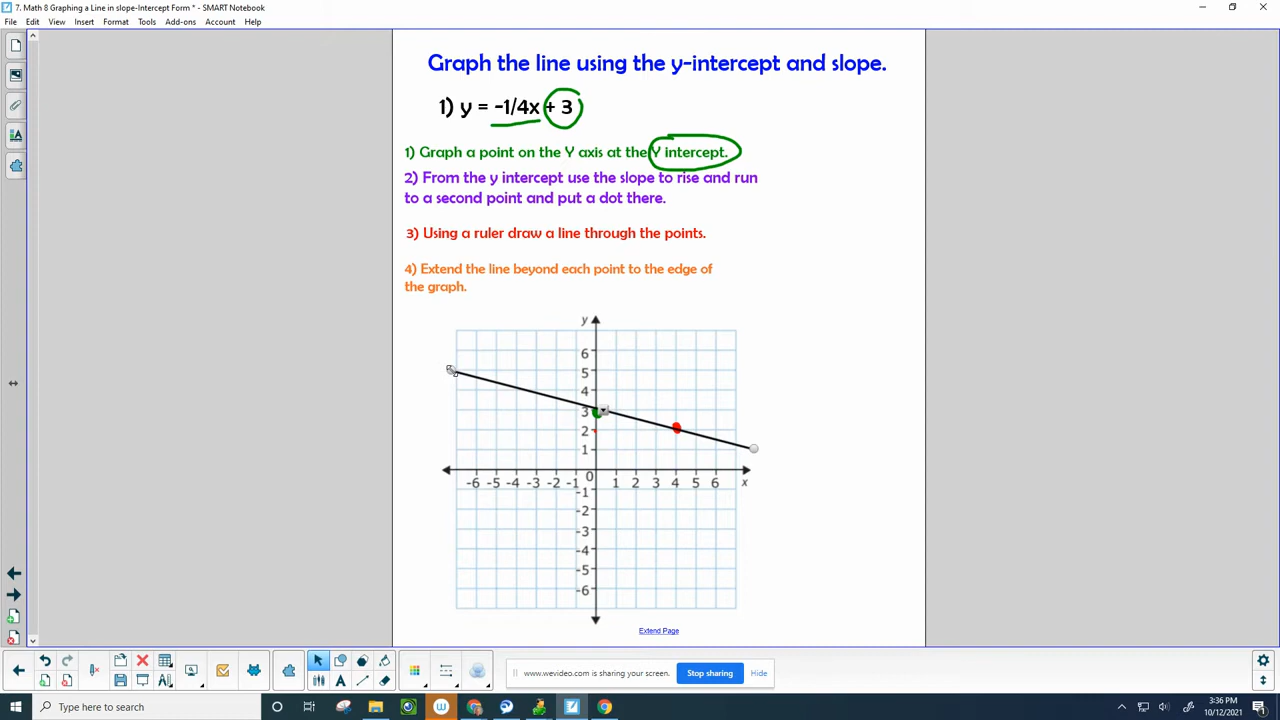 7. Math 8 Graphing a Line in slope-Intercept Form * - SMART Notebook
File Edit View Insert Format Tools Add-ons Account Help
Graph the line using the y-intercept and slope.
1) y = -1/4x + 3
1) Graph a point on the Y axis at the Y intercept.
2) From the y intercept use the slope to rise and run
to a second point and put a dot there.
3) Using a ruler draw a line through the points.
4) Extend the line beyond each point to the edge of
the graph.
y
6
5
4
3
2
1
0
-6 -5 -4 -3 -2 -1 1 2 3 4 5 6 x
-1
-2
-3
-4
-5
-6
Extend Page
www.wevideo.com is sharing your screen. Stop sharing Hide
Type here to search
3:36 PM
10/12/2021